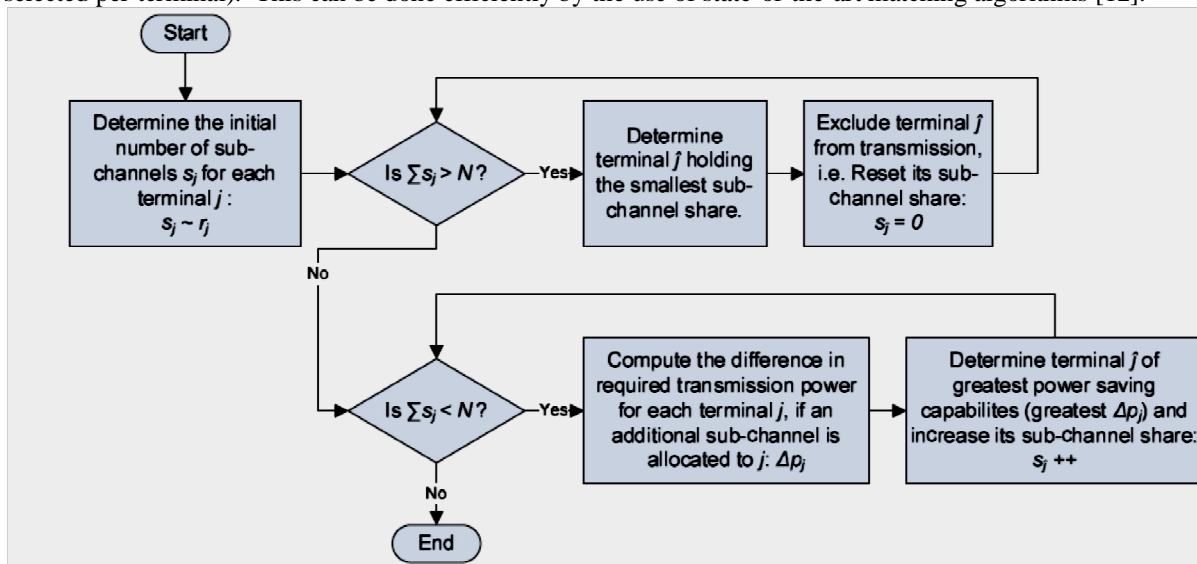 selected per terminal). This can be done efficiently by the use of state-of-the-art matching algorithms [12].
Start
Determine the initial
number of sub-
channels sj for each
terminal j :
sj ~ rj
Is ∑sj > N?
Yes
Determine
terminal ĵ holding
the smallest sub-
channel share.
Exclude terminal ĵ
from transmission,
i.e. Reset its sub-
channel share:
sĵ = 0
No
Is ∑sj < N?
Yes
Compute the difference in
required transmission power
for each terminal j, if an
additional sub-channel is
allocated to j: Δpj
Determine terminal ĵ of
greatest power saving
capabilites (greatest Δpj) and
increase its sub-channel share:
sĵ ++
No
End